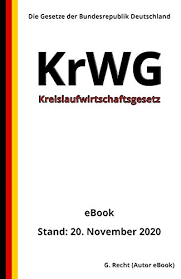 Die Gesetze der Bundesrepublik Deutschland
KrWG
Kreislaufwirtschaftsgesetz
eBook
Stand: 20. November 2020
G. Recht (Autor eBook)